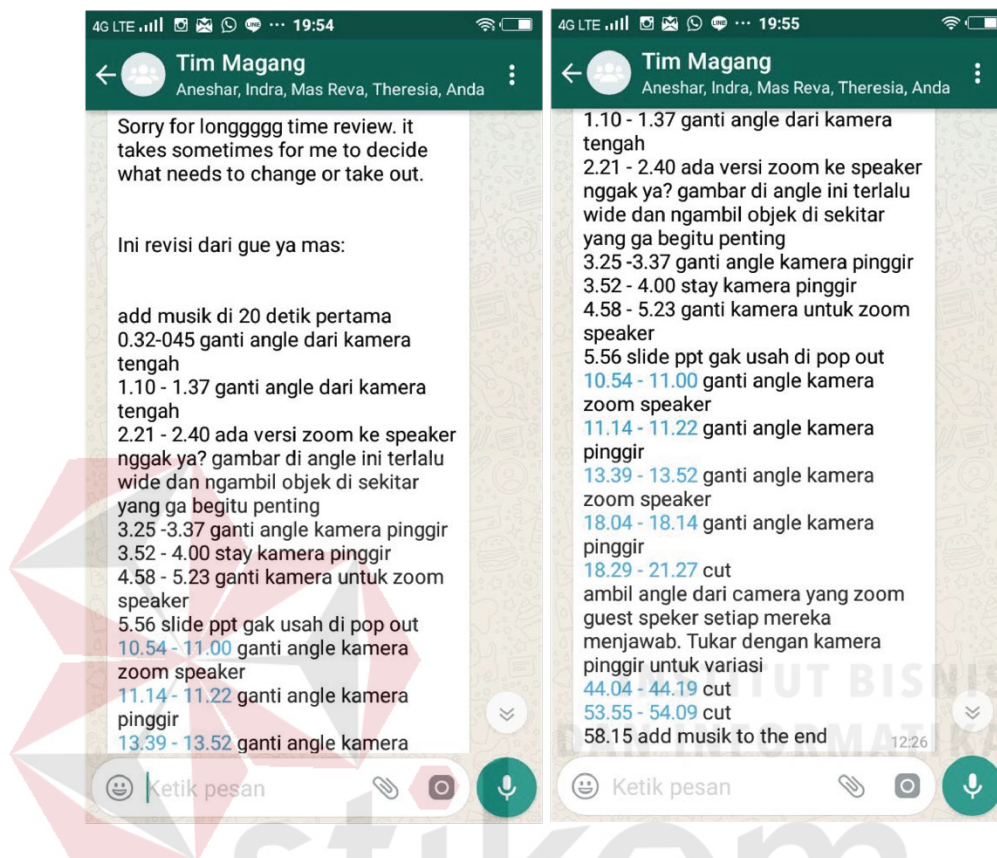 4G LTE 19:54
Tim Magang
Aneshar, Indra, Mas Reva, Theresia, Anda
Sorry for longgggg time review. it
takes sometimes for me to decide
what needs to change or take out.
Ini revisi dari gue ya mas:
add musik di 20 detik pertama
0.32-045 ganti angle dari kamera
tengah
1.10 - 1.37 ganti angle dari kamera
tengah
2.21 - 2.40 ada versi zoom ke speaker
nggak ya? gambar di angle ini terlalu
wide dan ngambil objek di sekitar
yang ga begitu penting
3.25 -3.37 ganti angle kamera pinggir
3.52 - 4.00 stay kamera pinggir
4.58 - 5.23 ganti kamera untuk zoom
speaker
5.56 slide ppt gak usah di pop out
10.54 - 11.00 ganti angle kamera
zoom speaker
11.14 - 11.22 ganti angle kamera
pinggir
13.39 - 13.52 ganti angle kamera
Ketik pesan
4G LTE 19:55
Tim Magang
Aneshar, Indra, Mas Reva, Theresia, Anda
1.10 - 1.37 ganti angle dari kamera
tengah
2.21 - 2.40 ada versi zoom ke speaker
nggak ya? gambar di angle ini terlalu
wide dan ngambil objek di sekitar
yang ga begitu penting
3.25 -3.37 ganti angle kamera pinggir
3.52 - 4.00 stay kamera pinggir
4.58 - 5.23 ganti kamera untuk zoom
speaker
5.56 slide ppt gak usah di pop out
10.54 - 11.00 ganti angle kamera
zoom speaker
11.14 - 11.22 ganti angle kamera
pinggir
13.39 - 13.52 ganti angle kamera
zoom speaker
18.04 - 18.14 ganti angle kamera
pinggir
18.29 - 21.27 cut
ambil angle dari camera yang zoom
guest speker setiap mereka
menjawab. Tukar dengan kamera
pinggir untuk variasi
44.04 - 44.19 cut
53.55 - 54.09 cut
58.15 add musik to the end
12:26
Ketik pesan
INSTITUT BISNIS
DAN INFORMATIKA
stikom